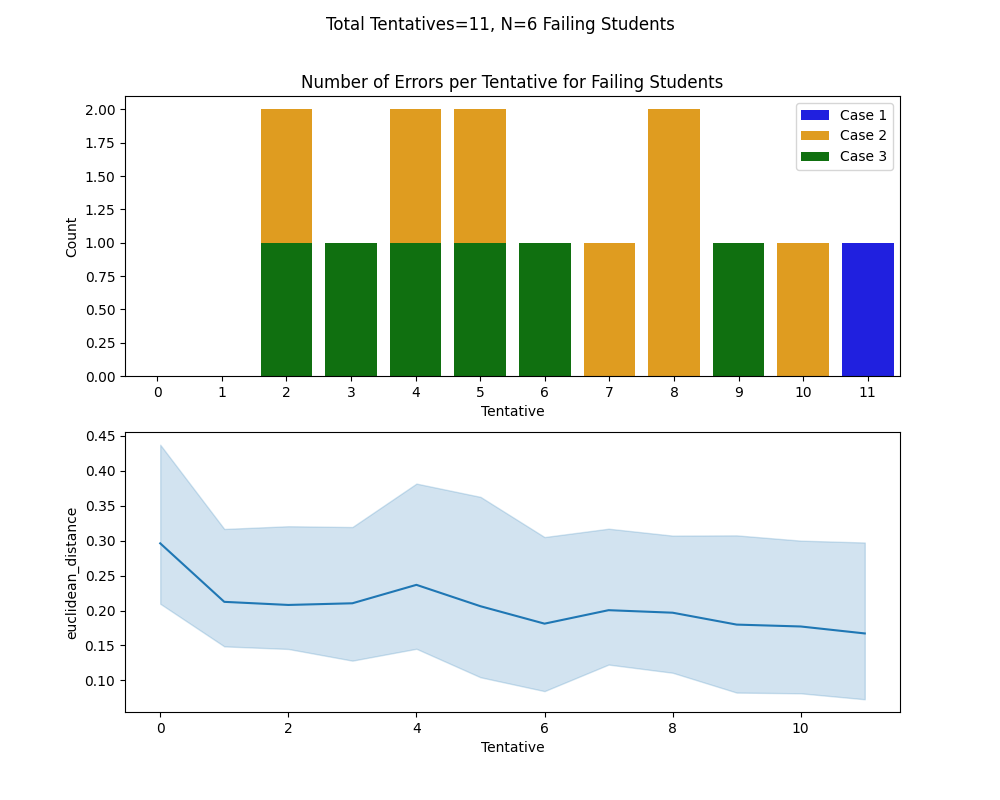 Total Tentatives=11, N=6 Failing Students
Number of Errors per Tentative for Failing Students
2.00
1.75
1.50
1.25
1.00
0.75
0.50
0.25
0.00
Count
Case 1
Case 2
Case 3
0 1 2 3 4 5 6 7 8 9 10 11
Tentative
0.45
0.40
0.35
0.30
0.25
0.20
0.15
0.10
euclidean_distance
0 2 4 6 8 10
Tentative